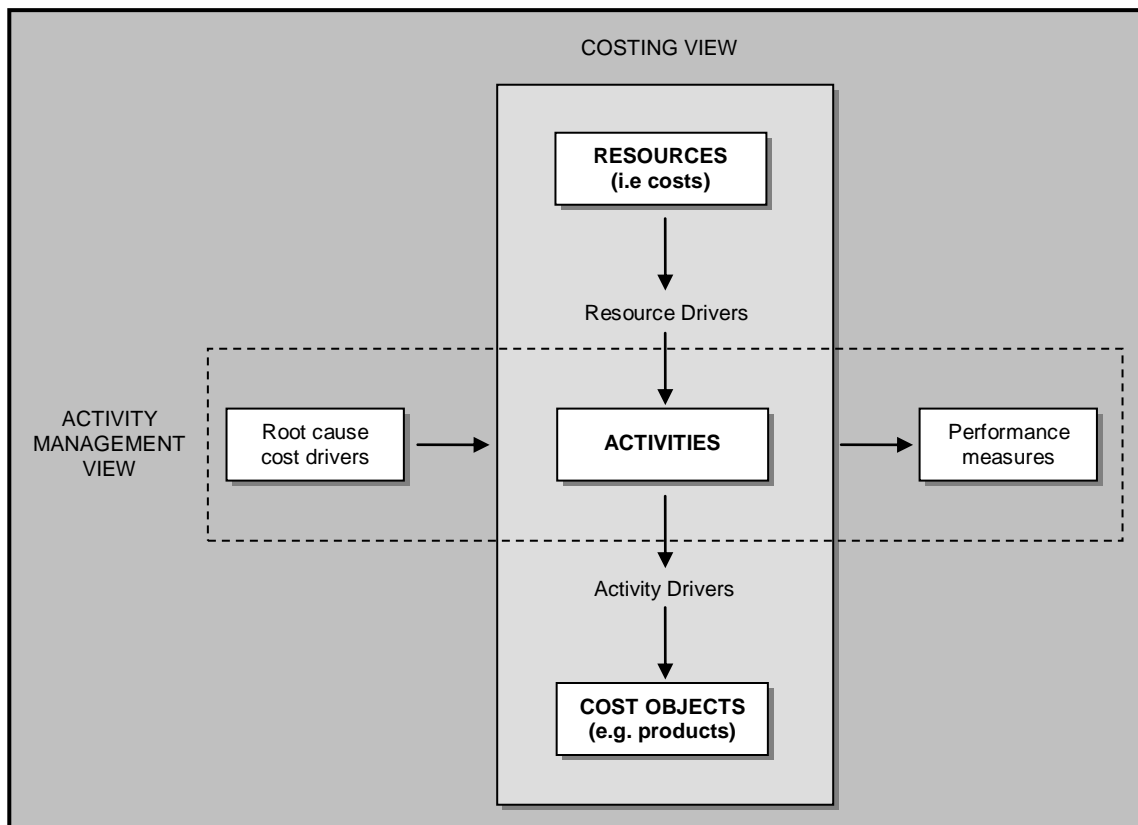 COSTING VIEW
RESOURCES
(i.e costs)
Resource Drivers
ACTIVITY
MANAGEMENT
VIEW
Root cause
cost drivers
ACTIVITIES
Performance
measures
Activity Drivers
COST OBJECTS
(e.g. products)